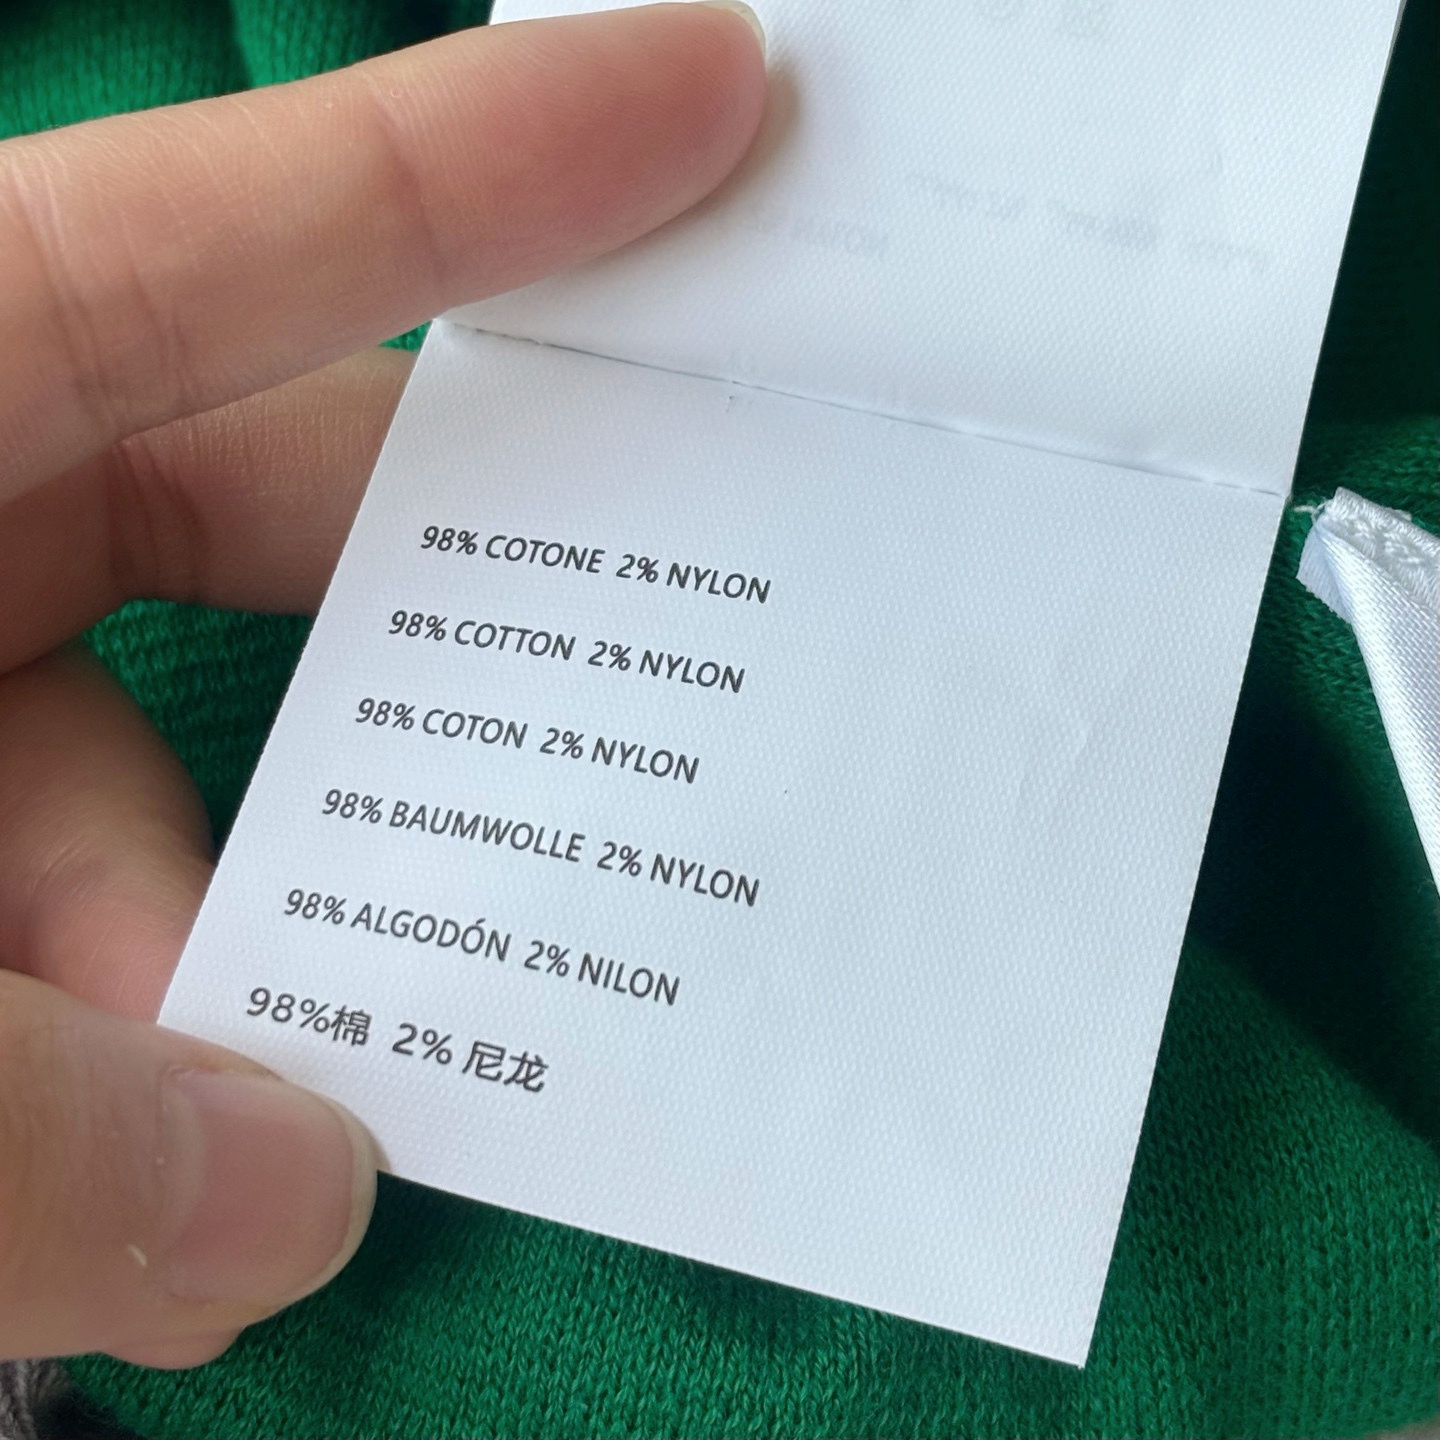 98% COTONE 2% NYLON
98% COTTON 2% NYLON
98% COTON 2% NYLON
98% BAUMWOLLE 2% NYLON
98% ALGODÓN 2% NILON
98%棉 2% 尼龙